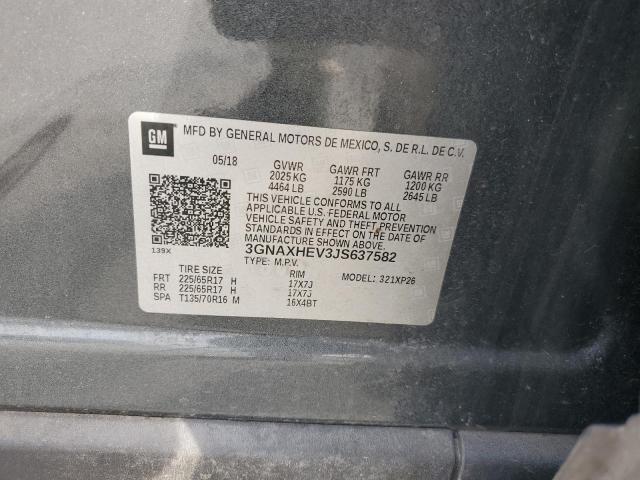 GM MFD BY GENERAL MOTORS DE MEXICO, S. DE R.L. DE C.V.
05/18 GVWR GAWR FRT GAWR RR
2025 KG 1175 KG 1200 KG
4464 LB 2590 LB 2645 LB
THIS VEHICLE CONFORMS TO ALL
APPLICABLE U.S. FEDERAL MOTOR
VEHICLE SAFETY AND THEFT PREVENTION
STANDARDS IN EFFECT ON THE DATE OF
MANUFACTURE SHOWN ABOVE.
139X 3GNAXHEV3JS637582
TYPE: M.P.V. MODEL: 321XP26
TIRE SIZE RIM
FRT 225/65R17 H 17X7J
RR 225/65R17 H 17X7J
SPA T135/70R16 M 16X4BT